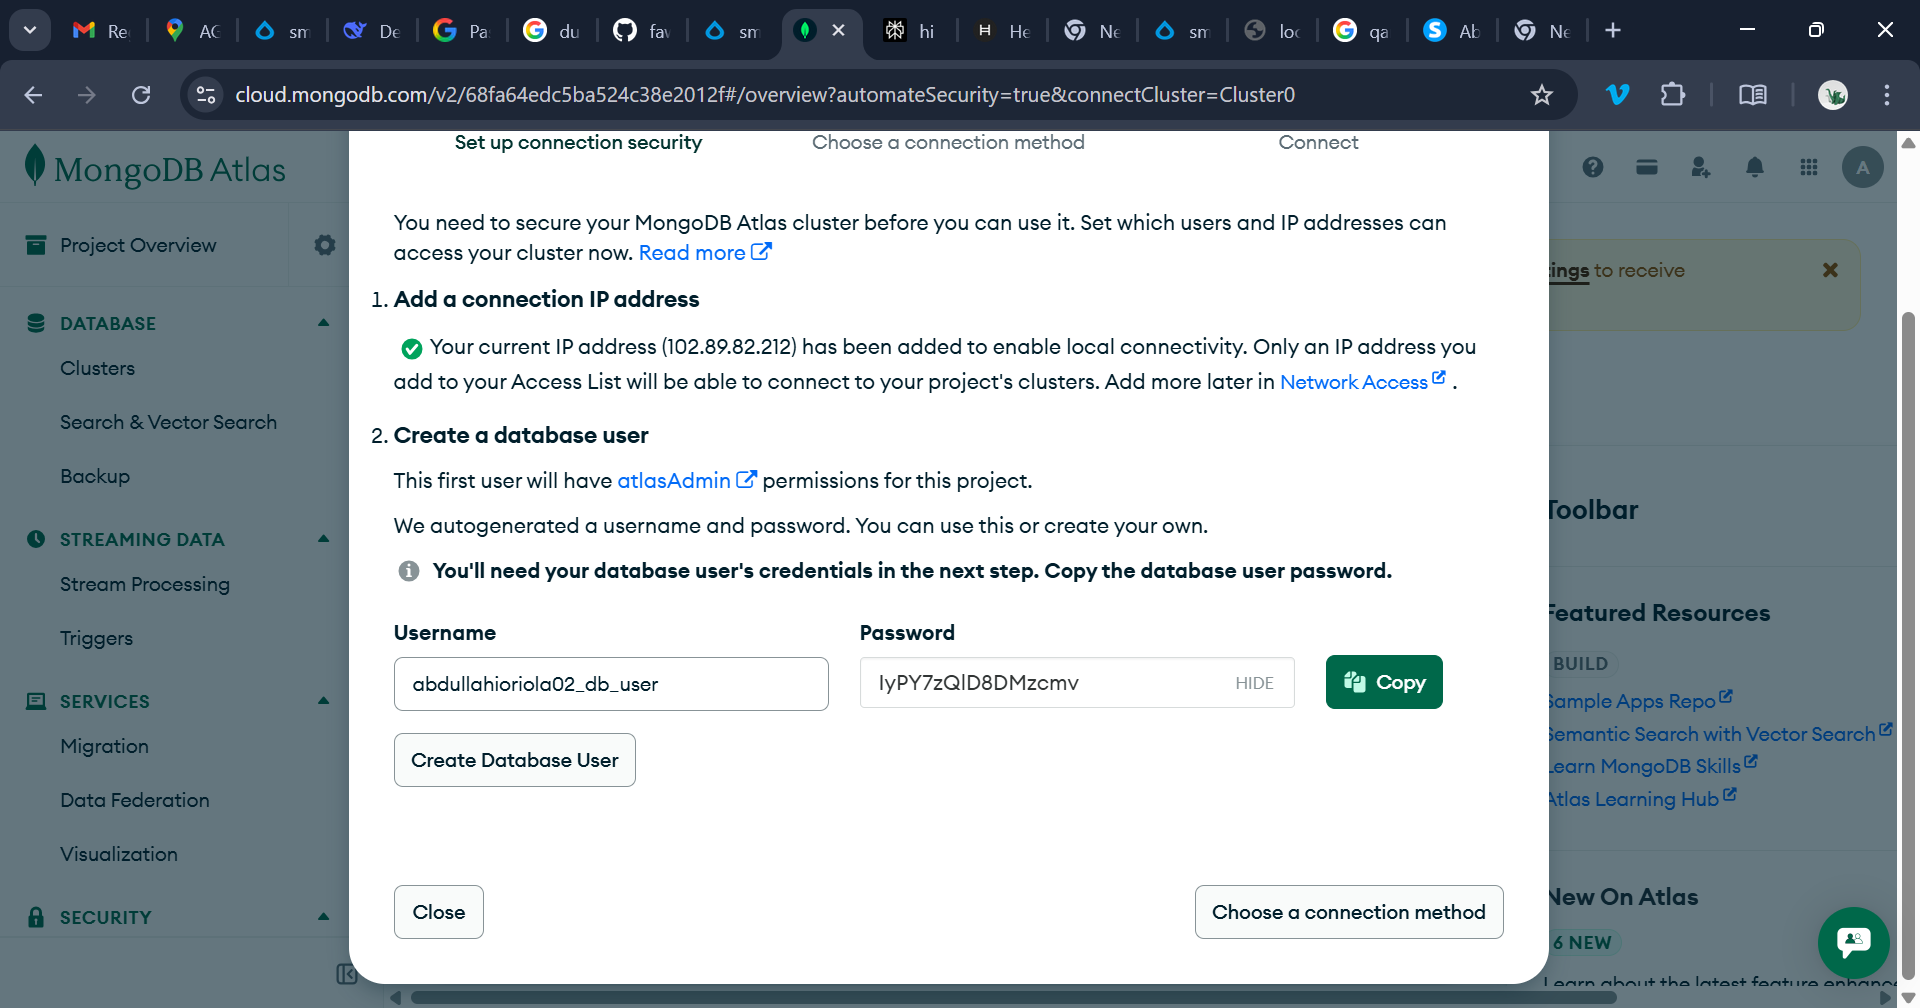 Re
AG
sm
De
Pa
du
fav
sm
hi
He
Ne
sm
loc
qa
Ab
Ne
cloud.mongodb.com/v2/68fa64edc5ba524c38e2012f#/overview?automateSecurity=true&connectCluster=Cluster0
MongoDB Atlas
A
Project Overview
DATABASE
Clusters
Search & Vector Search
Backup
STREAMING DATA
Stream Processing
Triggers
SERVICES
Migration
Data Federation
Visualization
SECURITY
Set up connection security
Choose a connection method
Connect
You need to secure your MongoDB Atlas cluster before you can use it. Set which users and IP addresses can
access your cluster now. Read more
1. Add a connection IP address
Your current IP address (102.89.82.212) has been added to enable local connectivity. Only an IP address you
add to your Access List will be able to connect to your project's clusters. Add more later in Network Access .
2. Create a database user
This first user will have atlasAdmin permissions for this project.
We autogenerated a username and password. You can use this or create your own.
You'll need your database user's credentials in the next step. Copy the database user password.
Username
Password
abdullahioriola02_db_user
IyPY7zQlD8DMzcmv
HIDE
Copy
Create Database User
Close
Choose a connection method
tings to receive
Toolbar
Featured Resources
BUILD
Sample Apps Repo
Semantic Search with Vector Search
Learn MongoDB Skills
Atlas Learning Hub
New On Atlas
6 NEW
Learn about the latest feature enhance